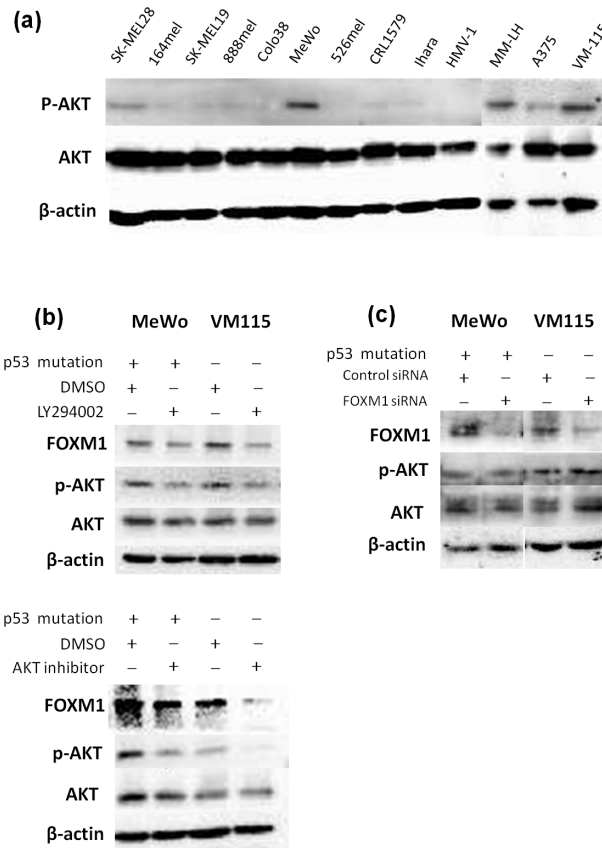 (a)
SK-MEL28 164mel SK-MEL19 888mel Colo38 MeWo 526mel CRL1579 Ihara HMV-1 MM-LH A375 VM-115
P-AKT
AKT
β-actin
(b)
MeWo VM115
p53 mutation + + – –
DMSO + – + –
LY294002 – + – +
FOXM1
p-AKT
AKT
β-actin
p53 mutation + + – –
DMSO + – + –
AKT inhibitor – + – +
FOXM1
p-AKT
AKT
β-actin
(c)
MeWo VM115
p53 mutation + + – –
Control siRNA + – + –
FOXM1 siRNA – + – +
FOXM1
p-AKT
AKT
β-actin